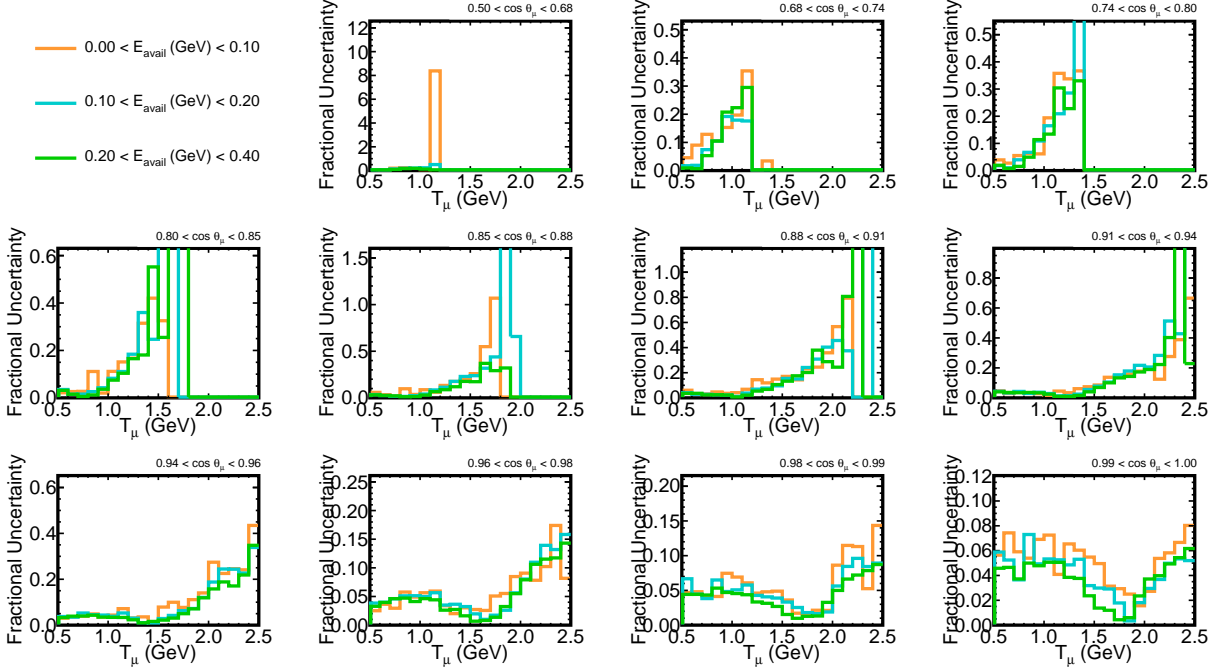 0.00 < E_avail (GeV) < 0.10
0.10 < E_avail (GeV) < 0.20
0.20 < E_avail (GeV) < 0.40
0.50 < cos θ_μ < 0.68
Fractional Uncertainty
12
10
8
6
4
2
0
0.5 1.0 1.5 2.0 2.5
T_μ (GeV)
0.68 < cos θ_μ < 0.74
Fractional Uncertainty
0.5
0.4
0.3
0.2
0.1
0.0
0.5 1.0 1.5 2.0 2.5
T_μ (GeV)
0.74 < cos θ_μ < 0.80
Fractional Uncertainty
0.5
0.4
0.3
0.2
0.1
0.0
0.5 1.0 1.5 2.0 2.5
T_μ (GeV)
0.80 < cos θ_μ < 0.85
Fractional Uncertainty
0.6
0.4
0.2
0.0
0.5 1.0 1.5 2.0 2.5
T_μ (GeV)
0.85 < cos θ_μ < 0.88
Fractional Uncertainty
1.5
1.0
0.5
0.0
0.5 1.0 1.5 2.0 2.5
T_μ (GeV)
0.88 < cos θ_μ < 0.91
Fractional Uncertainty
1.0
0.8
0.6
0.4
0.2
0.0
0.5 1.0 1.5 2.0 2.5
T_μ (GeV)
0.91 < cos θ_μ < 0.94
Fractional Uncertainty
0.8
0.6
0.4
0.2
0.0
0.5 1.0 1.5 2.0 2.5
T_μ (GeV)
0.94 < cos θ_μ < 0.96
Fractional Uncertainty
0.6
0.4
0.2
0.0
0.5 1.0 1.5 2.0 2.5
T_μ (GeV)
0.96 < cos θ_μ < 0.98
Fractional Uncertainty
0.25
0.20
0.15
0.10
0.05
0.00
0.5 1.0 1.5 2.0 2.5
T_μ (GeV)
0.98 < cos θ_μ < 0.99
Fractional Uncertainty
0.20
0.15
0.10
0.05
0.00
0.5 1.0 1.5 2.0 2.5
T_μ (GeV)
0.99 < cos θ_μ < 1.00
Fractional Uncertainty
0.12
0.10
0.08
0.06
0.04
0.02
0.00
0.5 1.0 1.5 2.0 2.5
T_μ (GeV)